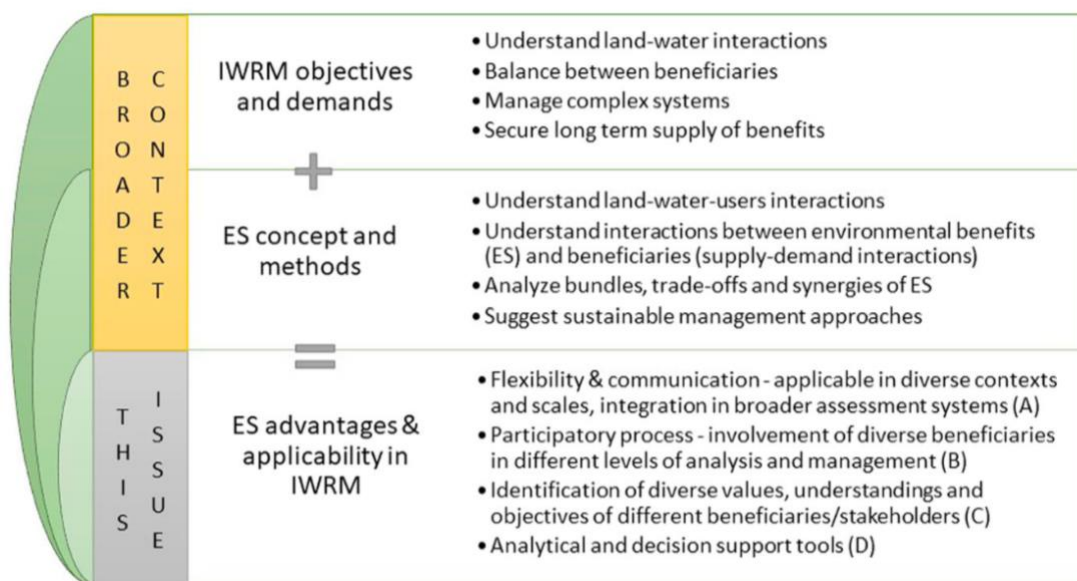 BROADER
CONTEXT
IWRM objectives
and demands
• Understand land-water interactions
• Balance between beneficiaries
• Manage complex systems
• Secure long term supply of benefits
+
ES concept and
methods
• Understand land-water-users interactions
• Understand interactions between environmental benefits
(ES) and beneficiaries (supply-demand interactions)
• Analyze bundles, trade-offs and synergies of ES
• Suggest sustainable management approaches
=
THIS
ISSUE
ES advantages &
applicability in
IWRM
• Flexibility & communication - applicable in diverse contexts
and scales, integration in broader assessment systems (A)
• Participatory process - involvement of diverse beneficiaries
in different levels of analysis and management (B)
• Identification of diverse values, understandings and
objectives of different beneficiaries/stakeholders (C)
• Analytical and decision support tools (D)